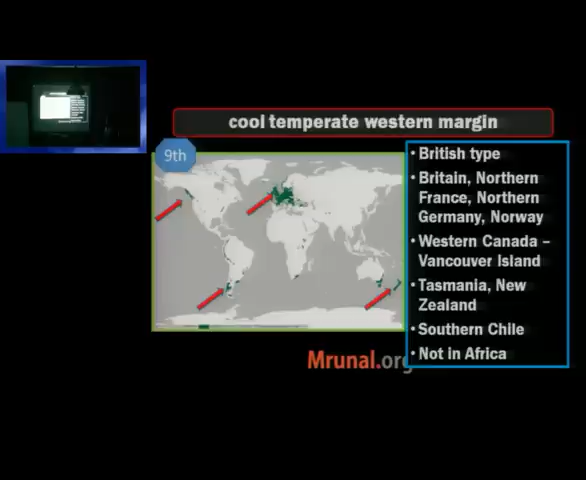 cool temperate western margin
9th
• British type
• Britain, Northern
France, Northern
Germany, Norway
• Western Canada –
Vancouver Island
• Tasmania, New
Zealand
• Southern Chile
• Not in Africa
Mrunal.org